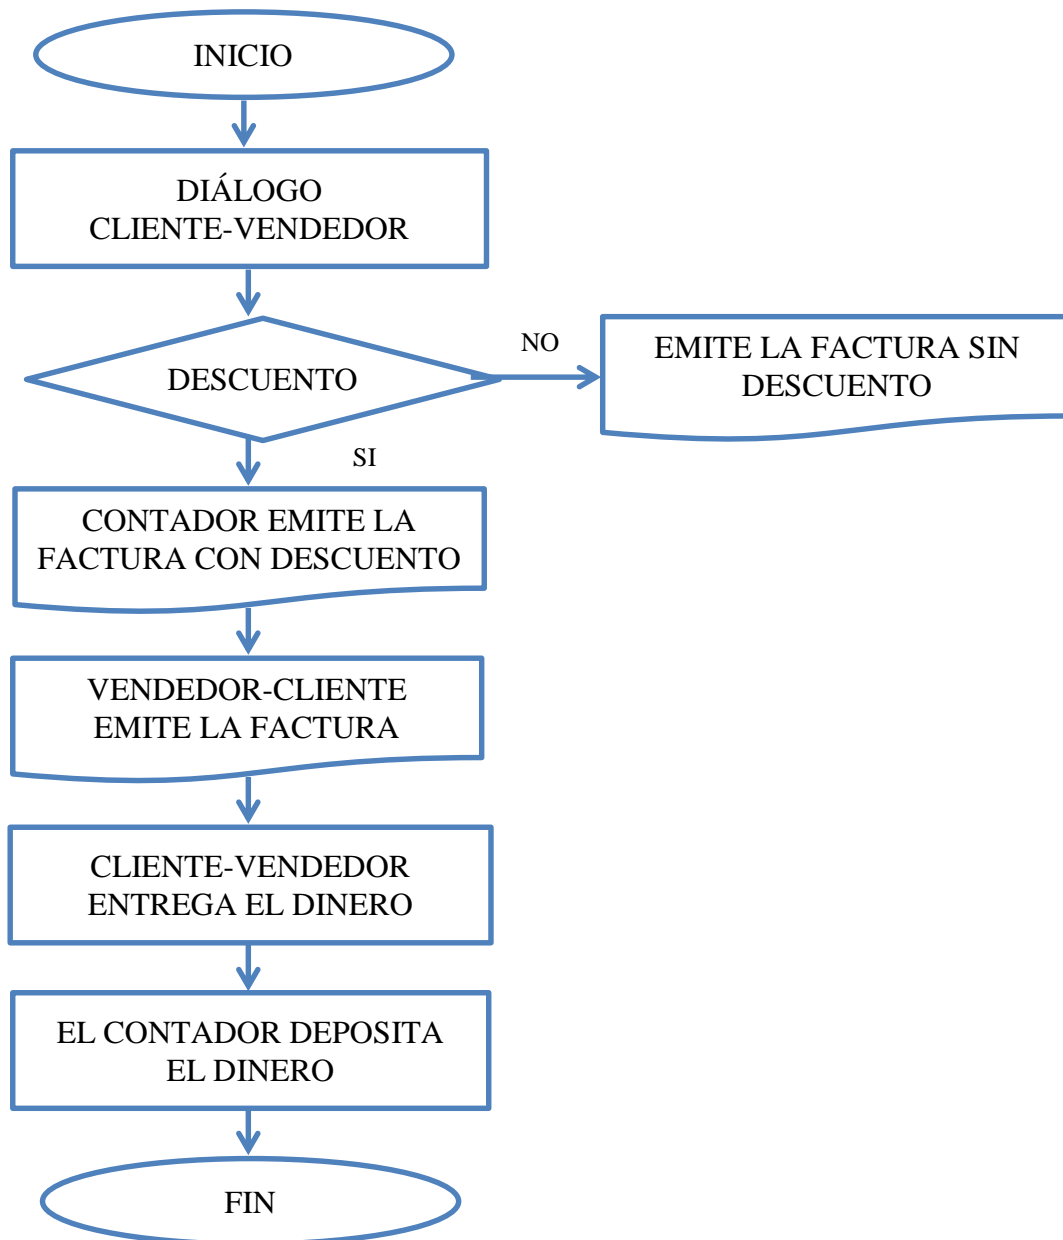 INICIO
DIÁLOGO
CLIENTE-VENDEDOR
DESCUENTO
NO
EMITE LA FACTURA SIN
DESCUENTO
SI
CONTADOR EMITE LA
FACTURA CON DESCUENTO
VENDEDOR-CLIENTE
EMITE LA FACTURA
CLIENTE-VENDEDOR
ENTREGA EL DINERO
EL CONTADOR DEPOSITA
EL DINERO
FIN